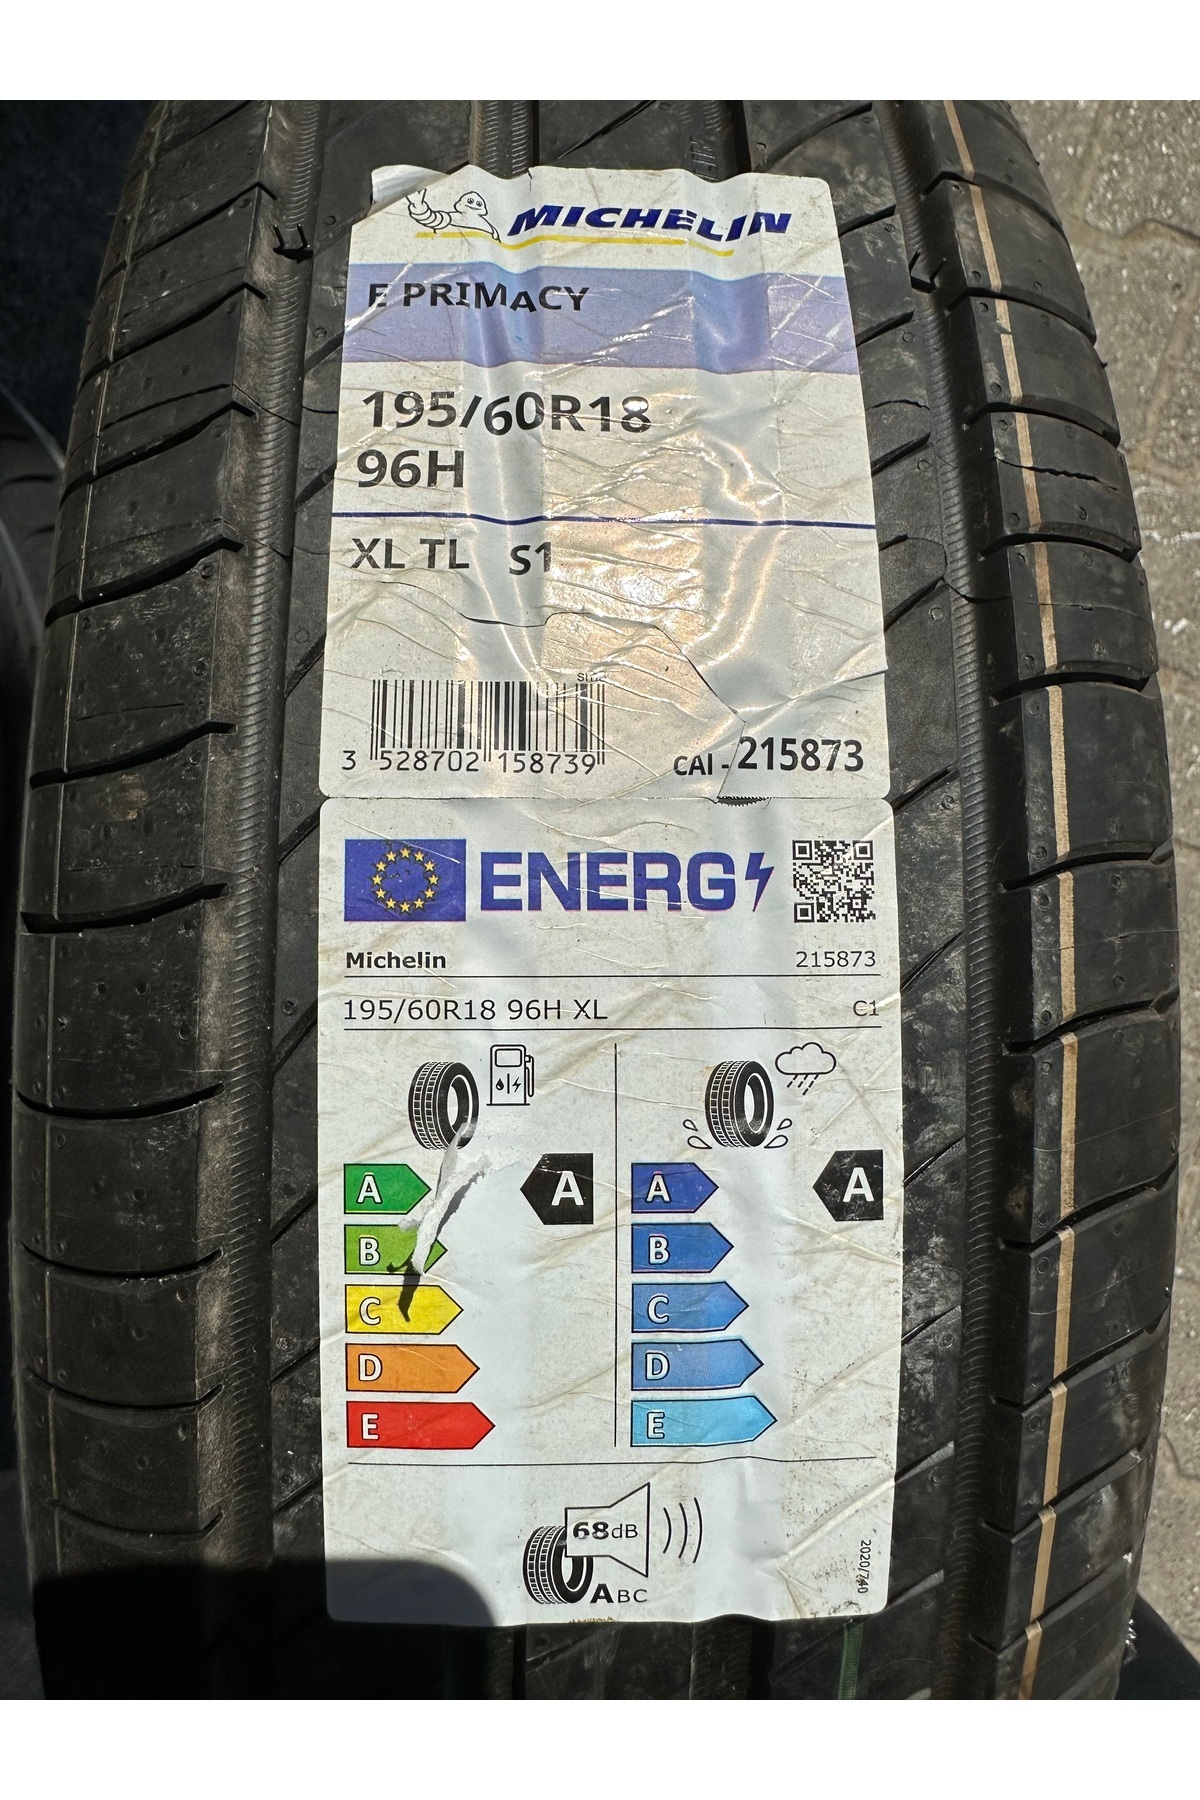 MICHELIN
E PRIMACY
195/60R18
96H
XL TL S1
3 528702 158739
CAI - 215873
ENERG
Michelin 215873
195/60R18 96H XL C1
A A A A
B B
C C
D D
E E
68dB
ABC
2020/740